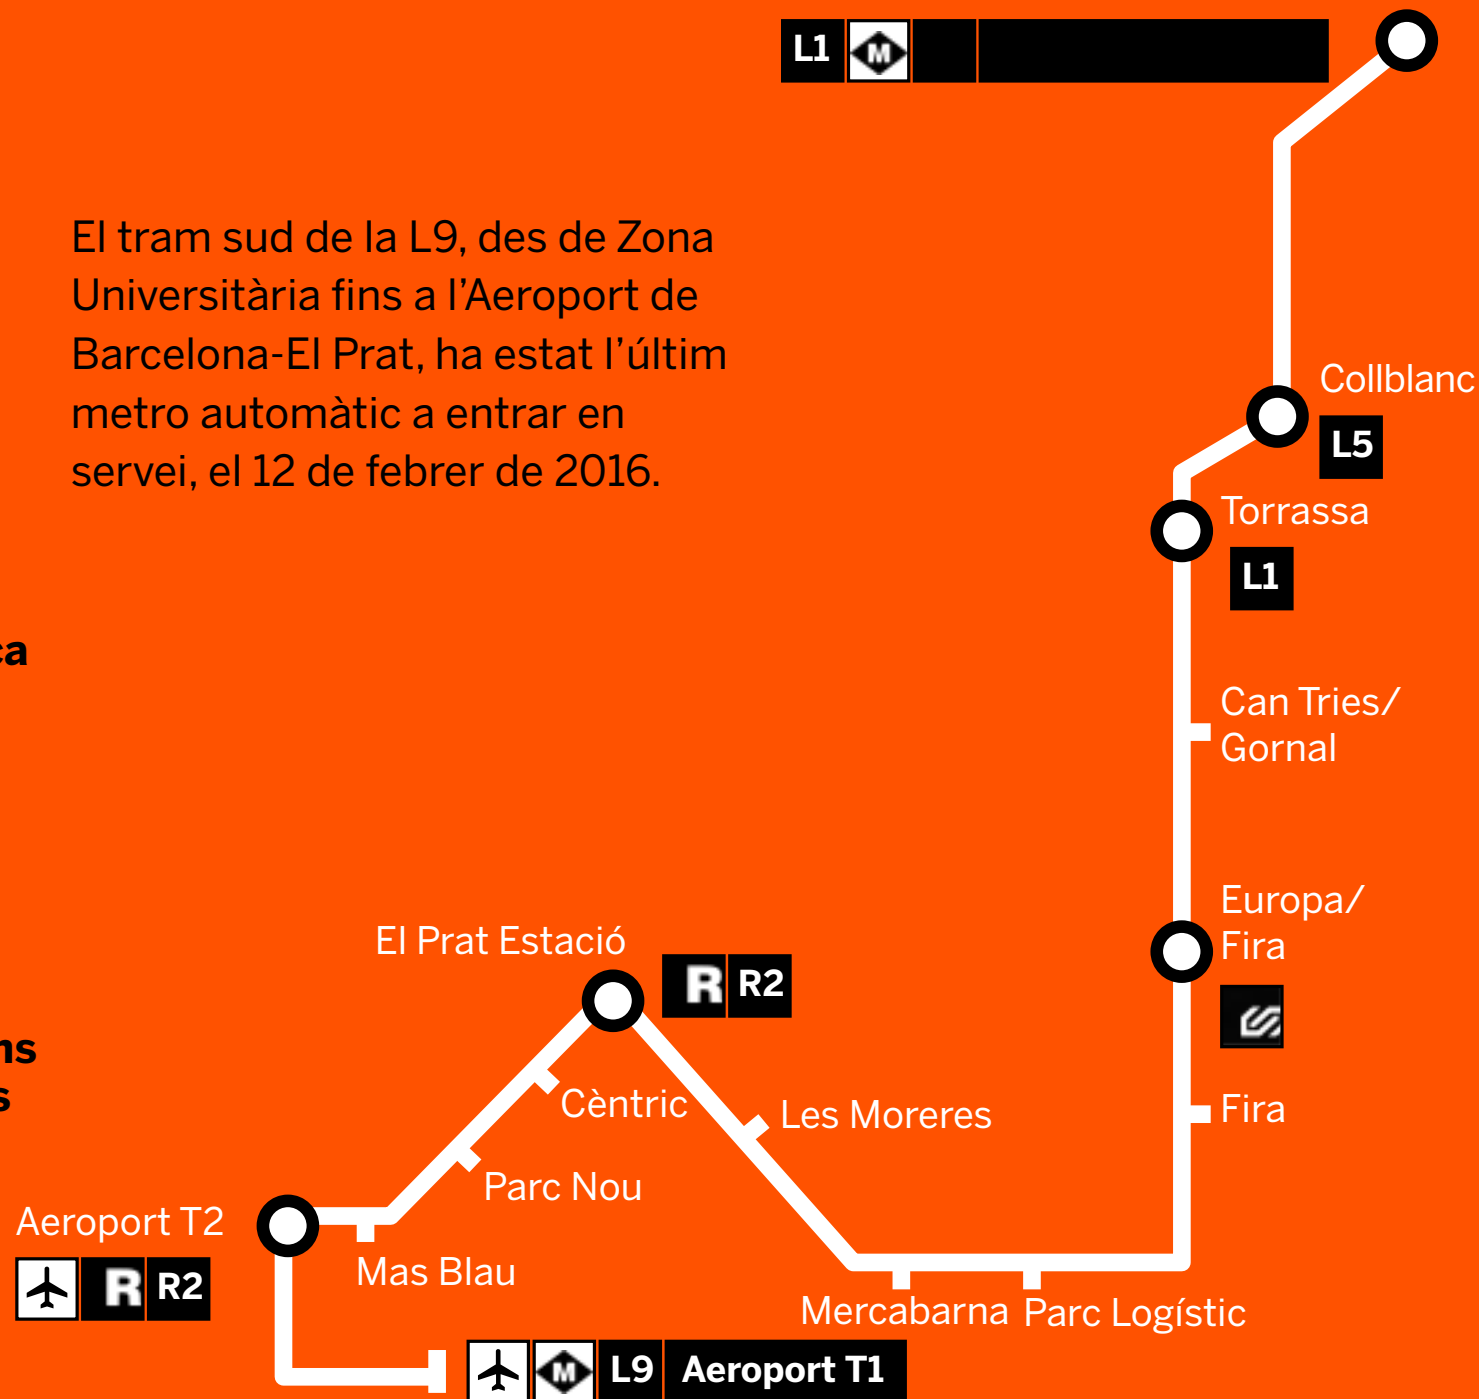 L1 M
El tram sud de la L9, des de Zona
Universitària fins a l’Aeroport de
Barcelona-El Prat, ha estat l’últim
metro automàtic a entrar en
servei, el 12 de febrer de 2016.
Collblanc
L5
Torrassa
L1
ca
Can Tries/
Gornal
Europa/
Fira
El Prat Estació
R R2
ns
s
Cèntric
Les Moreres
Fira
Parc Nou
Aeroport T2
R R2
Mas Blau
Mercabarna
Parc Logístic
M L9 Aeroport T1